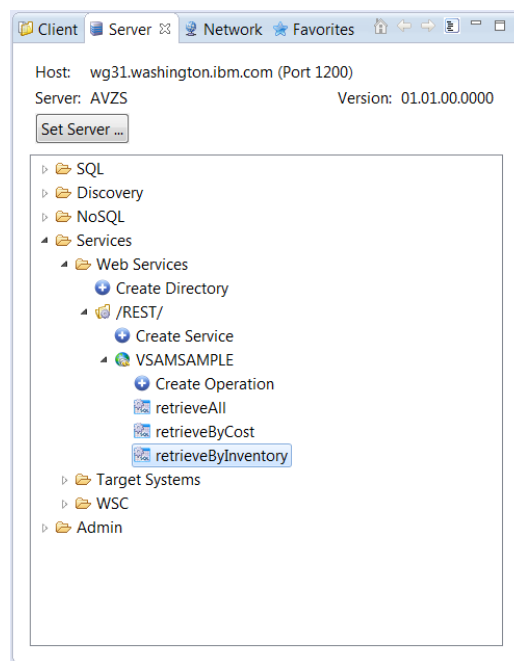 Client Server Network Favorites
Host: wg31.washington.ibm.com (Port 1200)
Server: AVZS Version: 01.01.00.0000
Set Server ...
SQL
Discovery
NoSQL
Services
Web Services
Create Directory
/REST/
Create Service
VSAMSAMPLE
Create Operation
retrieveAll
retrieveByCost
retrieveByInventory
Target Systems
WSC
Admin